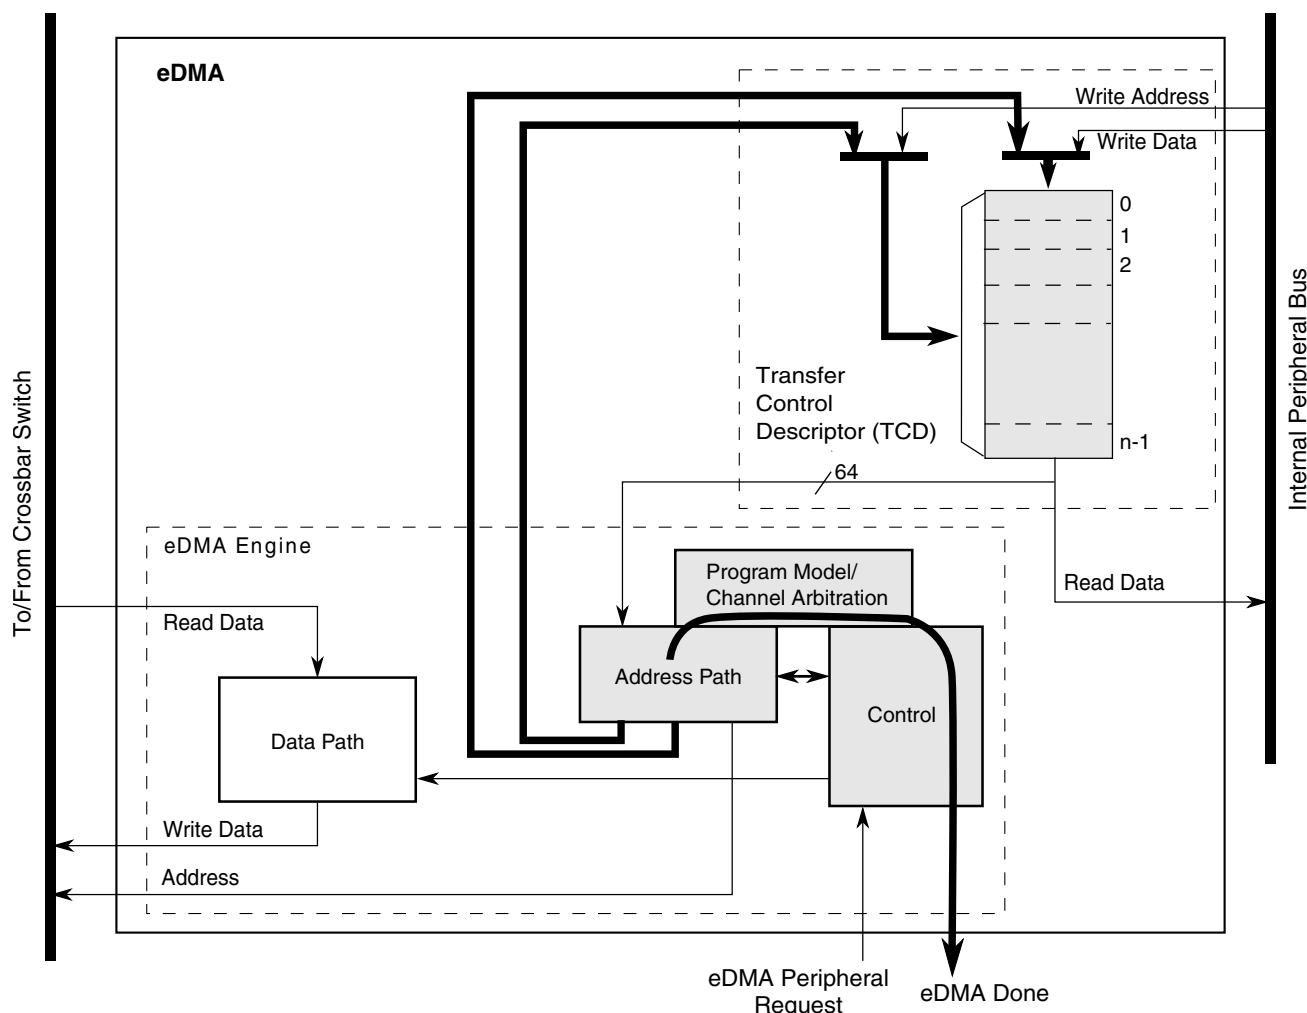 eDMA
Write Address
Write Data
0
1
2
n-1
Transfer
Control
Descriptor (TCD)
64
To/From Crossbar Switch
Internal Peripheral Bus
eDMA Engine
Program Model/
Channel Arbitration
Read Data
Read Data
Address Path
Control
Data Path
Write Data
Address
eDMA Peripheral
Request
eDMA Done